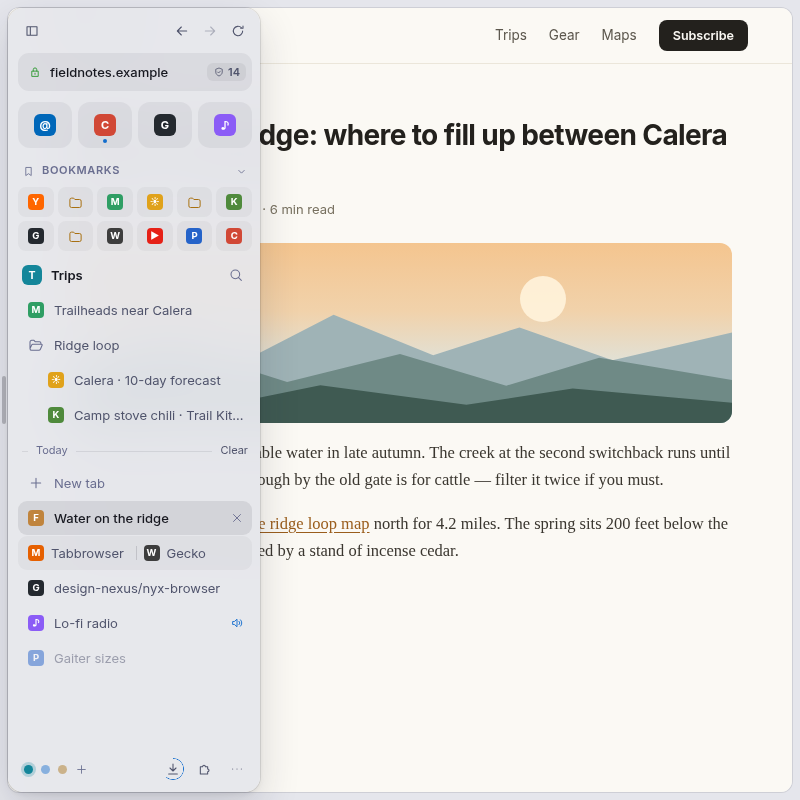 fieldnotes.example
14
@
C
G
BOOKMARKS
Y
M
K
G
W
P
C
T Trips
M Trailheads near Calera
Ridge loop
Calera · 10-day forecast
K Camp stove chili · Trail Kit...
Today
Clear
New tab
F Water on the ridge
M Tabbrowser
W Gecko
G design-nexus/nyx-browser
Lo-fi radio
P Gaiter sizes
Trips
Gear
Maps
Subscribe
dge: where to fill up between Calera
· 6 min read
ble water in late autumn. The creek at the second switchback runs until
ough by the old gate is for cattle — filter it twice if you must.
e ridge loop map north for 4.2 miles. The spring sits 200 feet below the
ed by a stand of incense cedar.